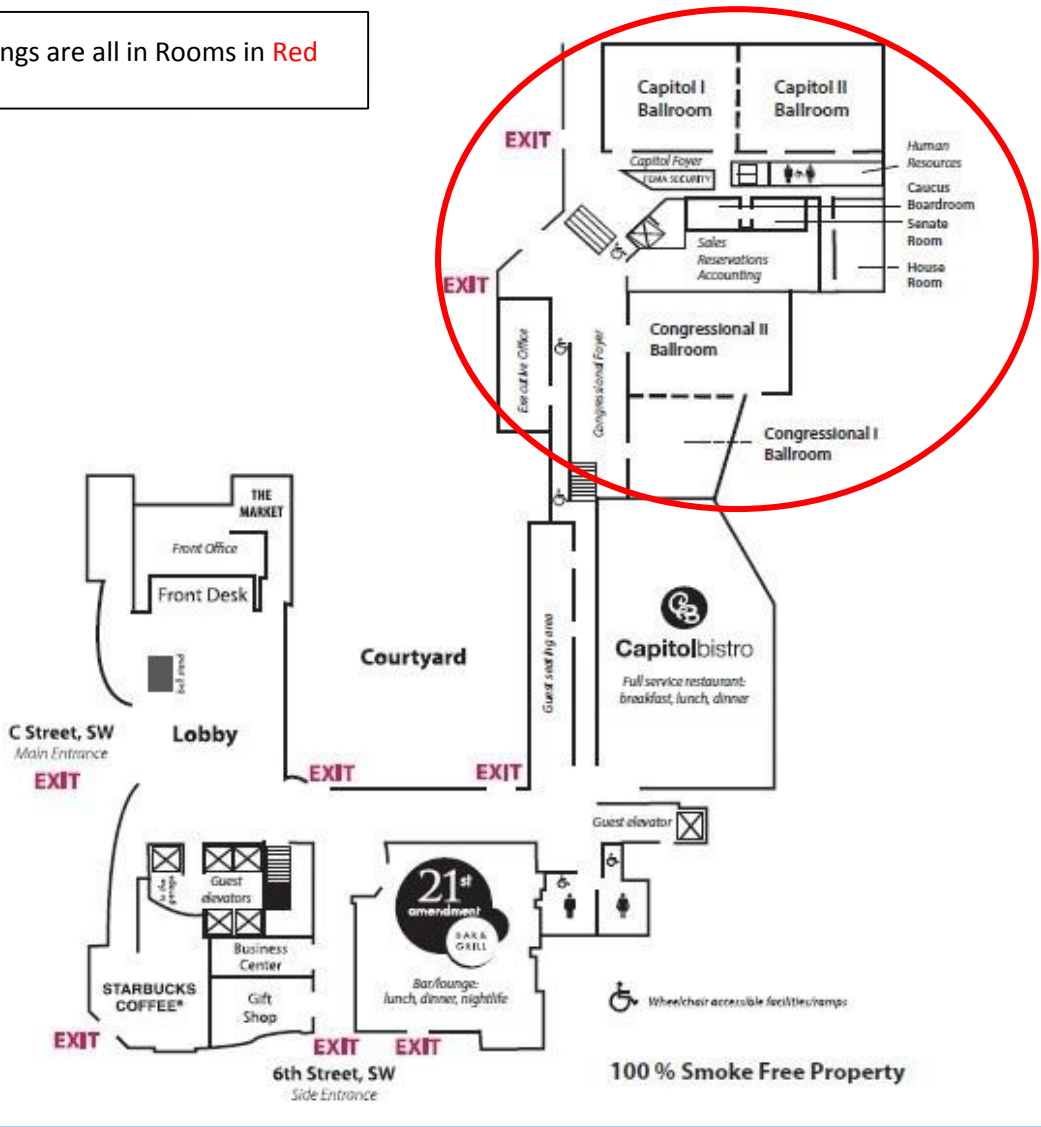 ngs are all in Rooms in Red
Capitol I
Ballroom
Capitol II
Ballroom
EXIT
Capitol Foyer
FEMA SECURITY
Human
Resources
Caucus
Boardroom
Senate
Room
House
Room
Sales
Reservations
Accounting
EXIT
Executive Office
Congressional Foyer
Congressional II
Ballroom
Congressional I
Ballroom
THE
MARKET
Front Office
Front Desk
bell stand
Courtyard
Guest seating area
CB
Capitolbistro
Full service restaurant:
breakfast, lunch, dinner
C Street, SW
Main Entrance
EXIT
Lobby
EXIT
EXIT
Guest elevator
to the
garage
Guest
elevators
21st
amendment
BAR &
GRILL
Bar/lounge:
lunch, dinner, nightlife
Business
Center
STARBUCKS
COFFEE®
Gift
Shop
EXIT
EXIT
EXIT
6th Street, SW
Side Entrance
Wheelchair accessible facilities/ramps
100 % Smoke Free Property